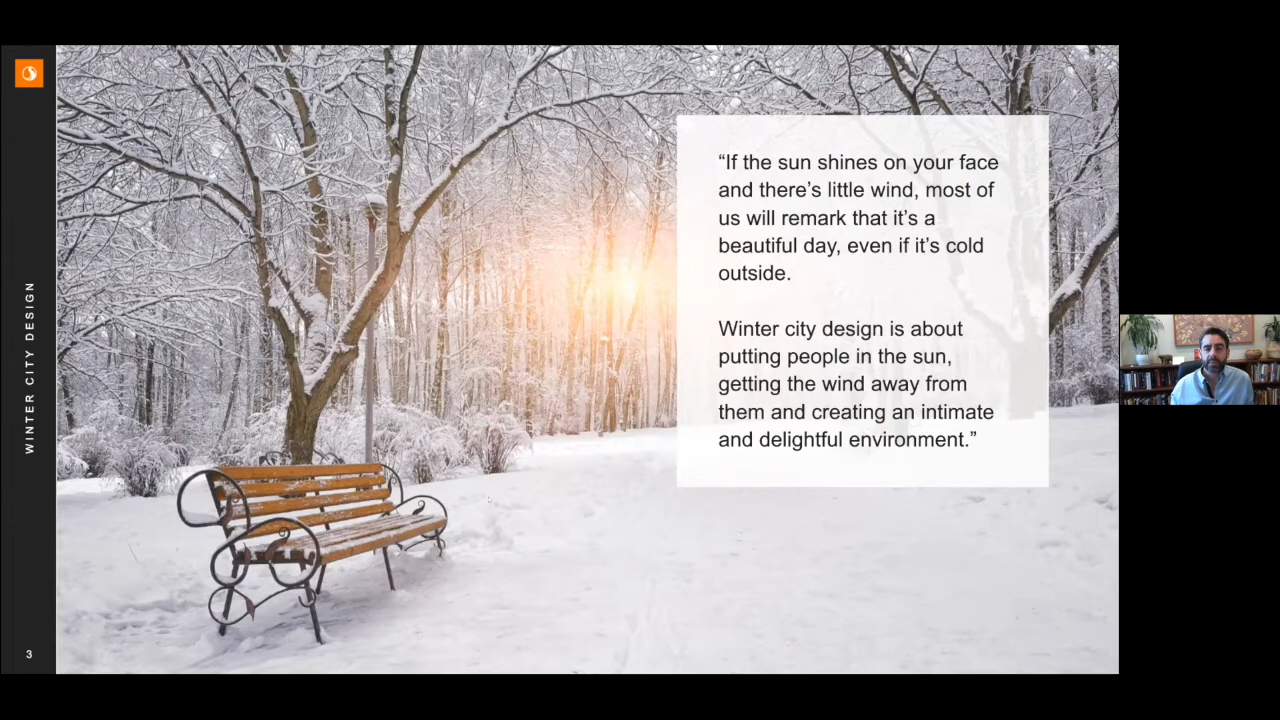 WINTER CITY DESIGN
3
“If the sun shines on your face
and there’s little wind, most of
us will remark that it’s a
beautiful day, even if it’s cold
outside.
Winter city design is about
putting people in the sun,
getting the wind away from
them and creating an intimate
and delightful environment.”